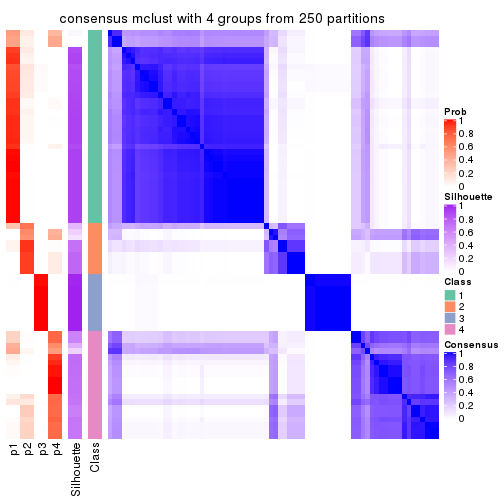 consensus mclust with 4 groups from 250 partitions
Prob
1
0.8
0.6
0.4
0.2
0
Silhouette
1
0.8
0.6
0.4
0.2
0
Class
1
2
3
4
Consensus
1
0.8
0.6
0.4
0.2
0
p1
p2
p3
p4
Silhouette
Class